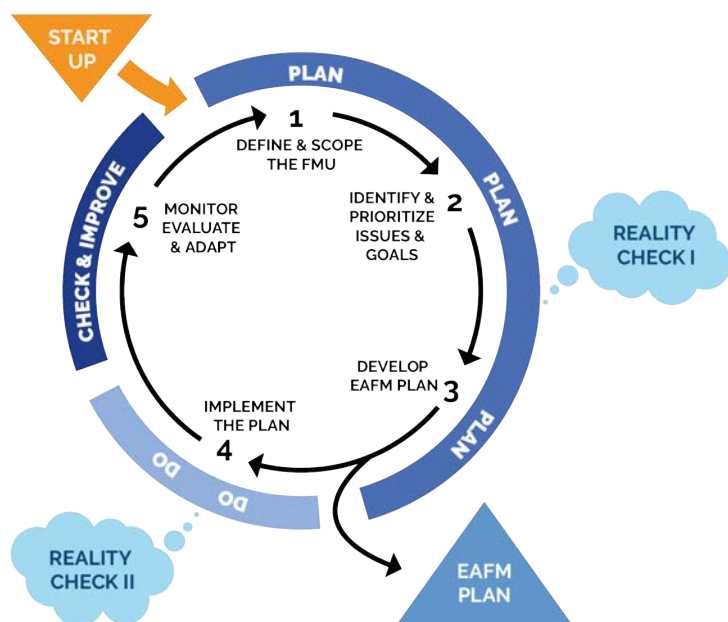 START
UP
PLAN
1
DEFINE & SCOPE
THE FMU
PLAN
2
IDENTIFY &
PRIORITIZE
ISSUES &
GOALS
REALITY
CHECK I
DEVELOP
EAFM PLAN
3
PLAN
IMPLEMENT
THE PLAN
4
DO
DO
REALITY
CHECK II
EAFM
PLAN
5
MONITOR
EVALUATE
& ADAPT
CHECK & IMPROVE